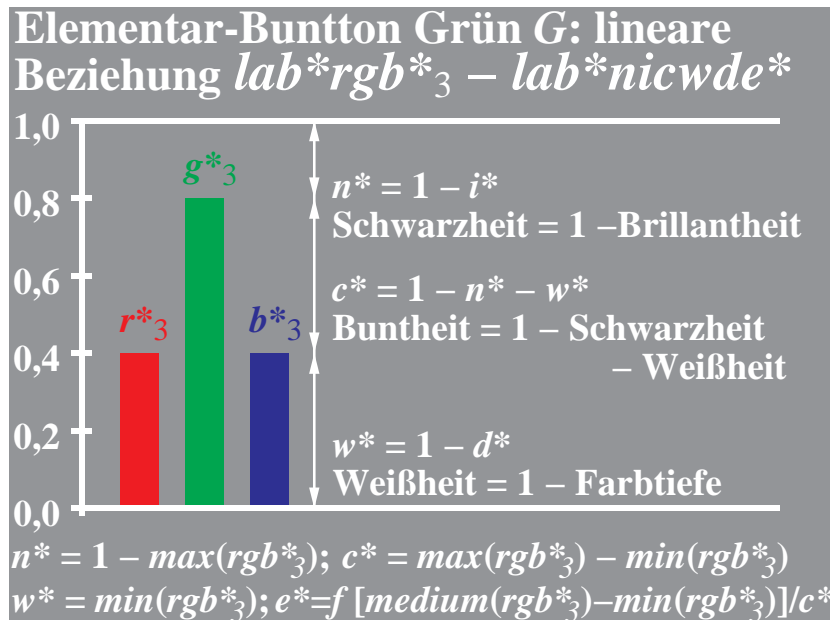 Elementar-Buntton Grün G: lineare
Beziehung lab*rgb*3 – lab*nicwde*
1,0
g*3
n* = 1 – i*
0,8
Schwarzheit = 1 –Brillantheit
0,6
c* = 1 – n* – w*
r*3
b*3
Buntheit = 1 – Schwarzheit
0,4
– Weißheit
0,2
w* = 1 – d*
Weißheit = 1 – Farbtiefe
0,0
n* = 1 – max(rgb*3); c* = max(rgb*3) – min(rgb*3)
w* = min(rgb*3); e*=f [medium(rgb*3)–min(rgb*3)]/c*